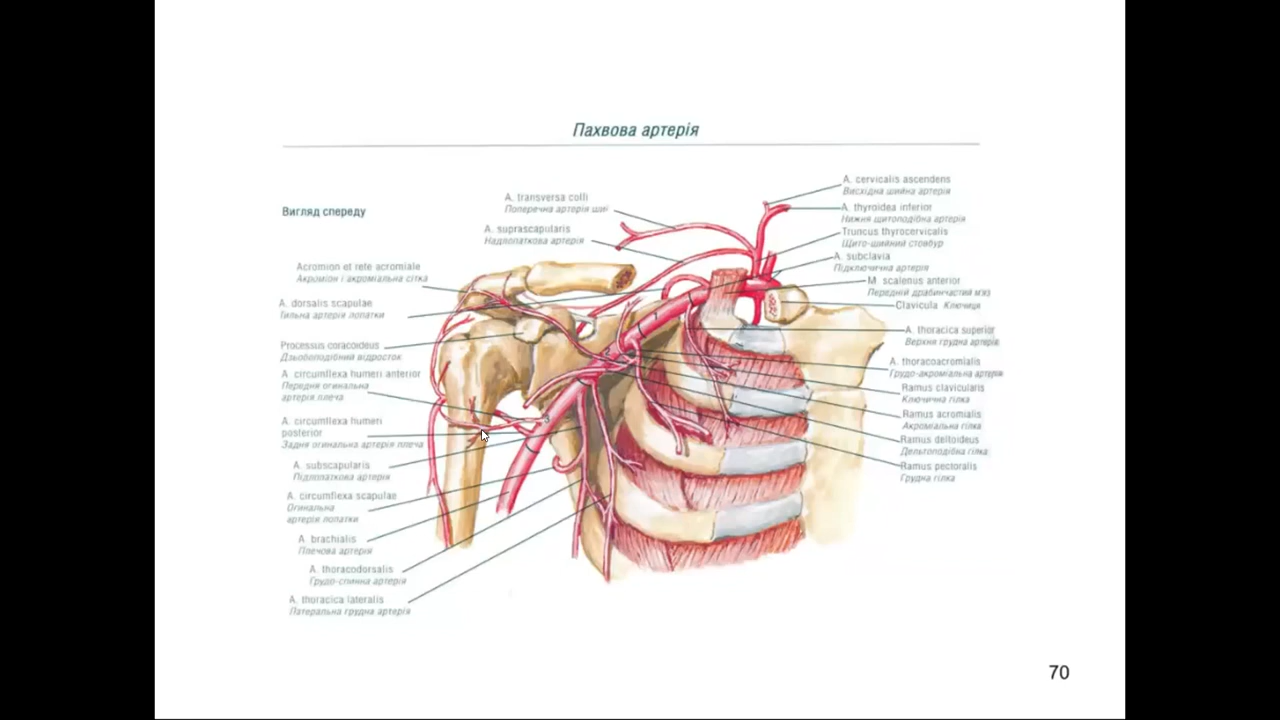 Пахвова артерія
Вигляд спереду
A. transversa colli
Поперечна артерія шиї
A. suprascapularis
Надлопаткова артерія
Acromion et rete acromiale
Акроміон і акроміальна сітка
A. dorsalis scapulae
Тильна артерія лопатки
Processus coracoideus
Дзьобоподібний відросток
A. circumflexa humeri anterior
Передня огинальна
артерія плеча
A. circumflexa humeri
posterior
Задня огинальна артерія плеча
A. subscapularis
Підлопаткова артерія
A. circumflexa scapulae
Огинальна
артерія лопатки
A. brachialis
Плечова артерія
A. thoracodorsalis
Грудо-спинна артерія
A. thoracica lateralis
Латеральна грудна артерія
A. cervicalis ascendens
Висхідна шийна артерія
A. thyroidea inferior
Нижня щитоподібна артерія
Truncus thyrocervicalis
Щито-шийний стовбур
A. subclavia
Підключична артерія
M. scalenus anterior
Передній драбинчастий м'яз
Clavicula Ключиця
A. thoracica superior
Верхня грудна артерія
A. thoracoacromialis
Грудо-акроміальна артерія
Ramus clavicularis
Ключична гілка
Ramus acromialis
Акроміальна гілка
Ramus deltoideus
Дельтоподібна гілка
Ramus pectoralis
Грудна гілка
70